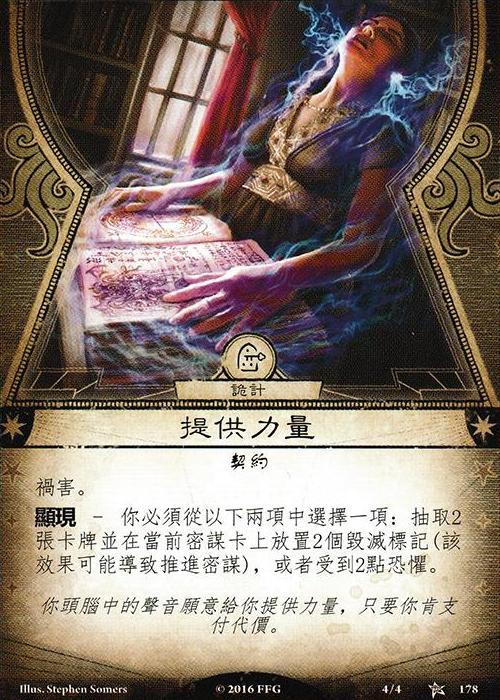 詭計
提供力量
契約
禍害。
顯現 – 你必須從以下兩項中選擇一項：抽取2
張卡牌並在當前密謀卡上放置2個毀滅標記(該
效果可能導致推進密謀)，或者受到2點恐懼。
你頭腦中的聲音願意給你提供力量，只要你肯支
付代價。
Illus. Stephen Somers © 2016 FFG 4/4 178